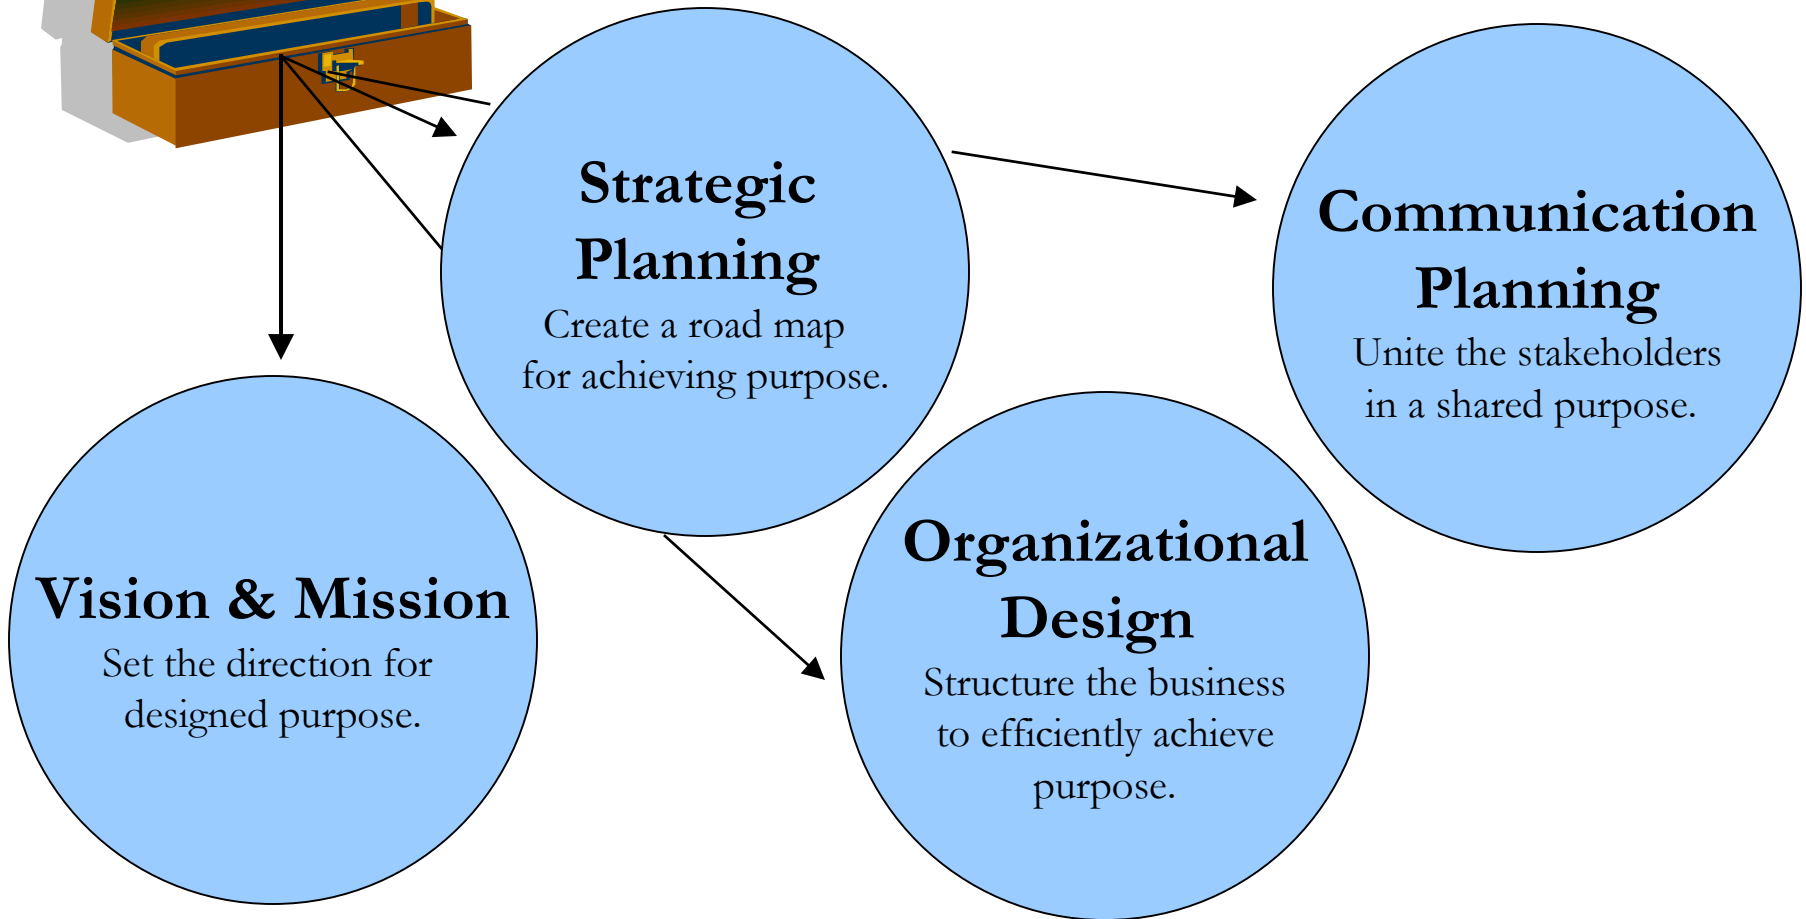 Strategic
Planning
Create a road map
for achieving purpose.
Communication
Planning
Unite the stakeholders
in a shared purpose.
Vision & Mission
Set the direction for
designed purpose.
Organizational
Design
Structure the business
to efficiently achieve
purpose.